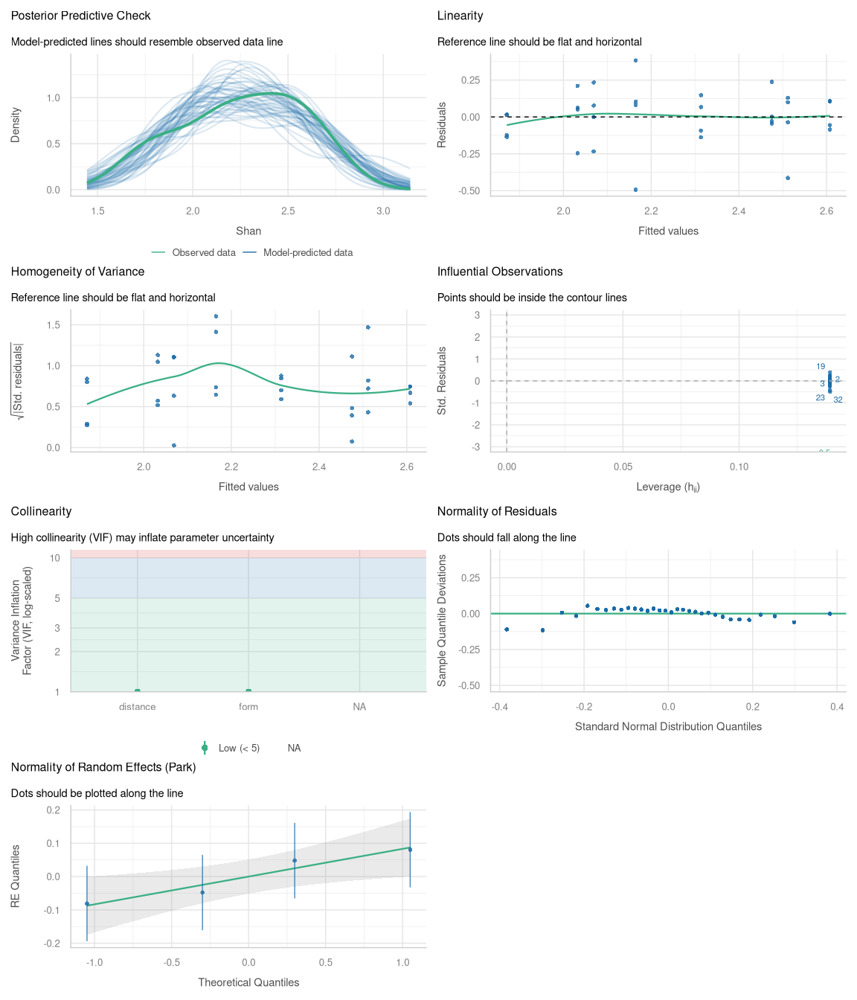 Posterior Predictive Check
Model-predicted lines should resemble observed data line
Density
1.0
0.5
0.0
1.5
2.0
2.5
3.0
Shan
Observed data
Model-predicted data
Linearity
Reference line should be flat and horizontal
Residuals
0.25
0.00
-0.25
-0.50
2.0
2.2
2.4
2.6
Fitted values
Homogeneity of Variance
Reference line should be flat and horizontal
√|Std. residuals|
1.5
1.0
0.5
0.0
2.0
2.2
2.4
2.6
Fitted values
Influential Observations
Points should be inside the contour lines
Std. Residuals
3
2
1
0
-1
-2
-3
19
2
3
23
32
0.00
0.05
0.10
Leverage (hii)
Collinearity
High collinearity (VIF) may inflate parameter uncertainty
Variance Inflation
Factor (VIF, log-scaled)
10
5
3
2
1
distance
form
NA
Low (< 5)
NA
Normality of Residuals
Dots should fall along the line
Sample Quantile Deviations
0.25
0.00
-0.25
-0.50
-0.4
-0.2
0.0
0.2
0.4
Standard Normal Distribution Quantiles
Normality of Random Effects (Park)
Dots should be plotted along the line
RE Quantiles
0.2
0.1
0.0
-0.1
-0.2
-1.0
-0.5
0.0
0.5
1.0
Theoretical Quantiles